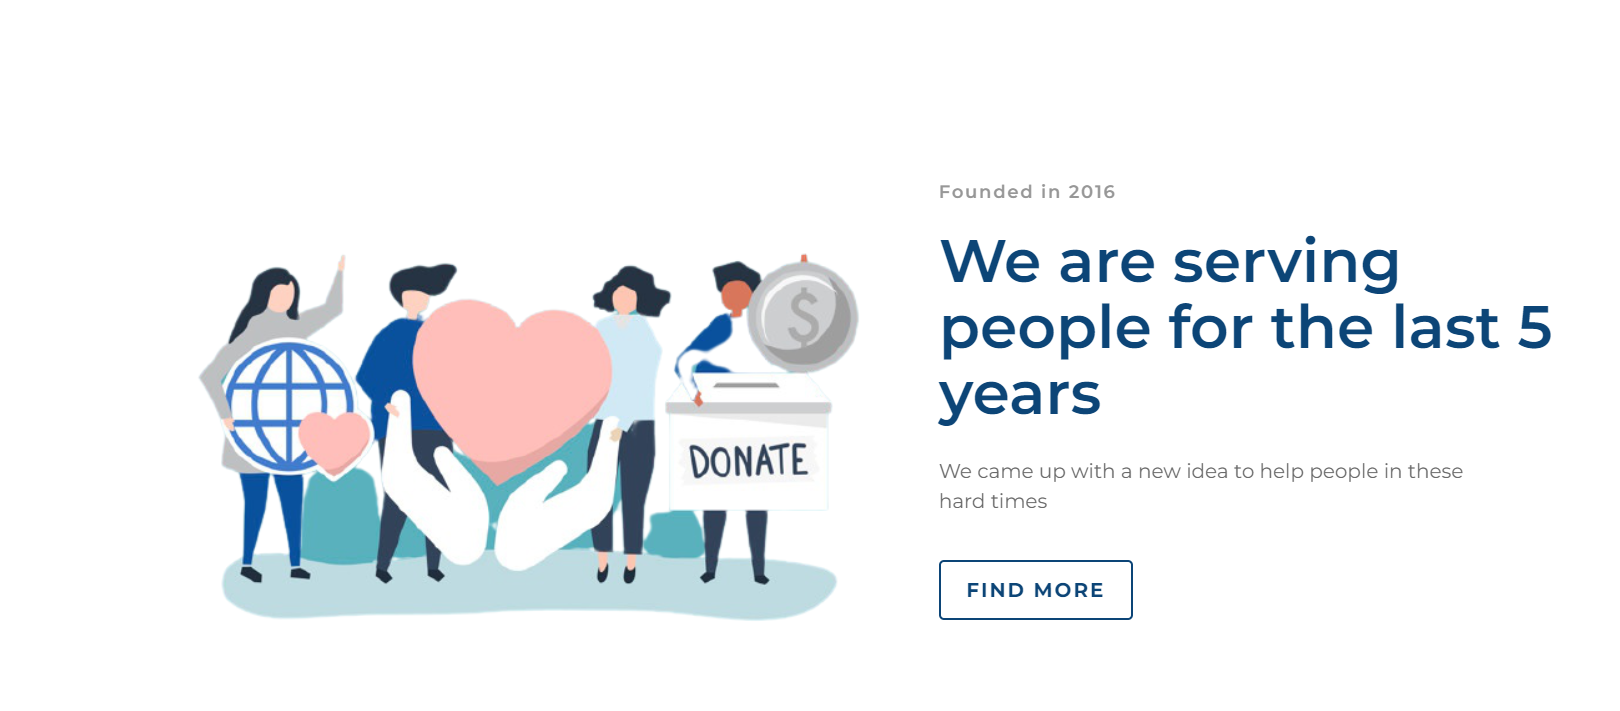 Founded in 2016
We are serving
people for the last 5
years
We came up with a new idea to help people in these
hard times
FIND MORE
$
DONATE